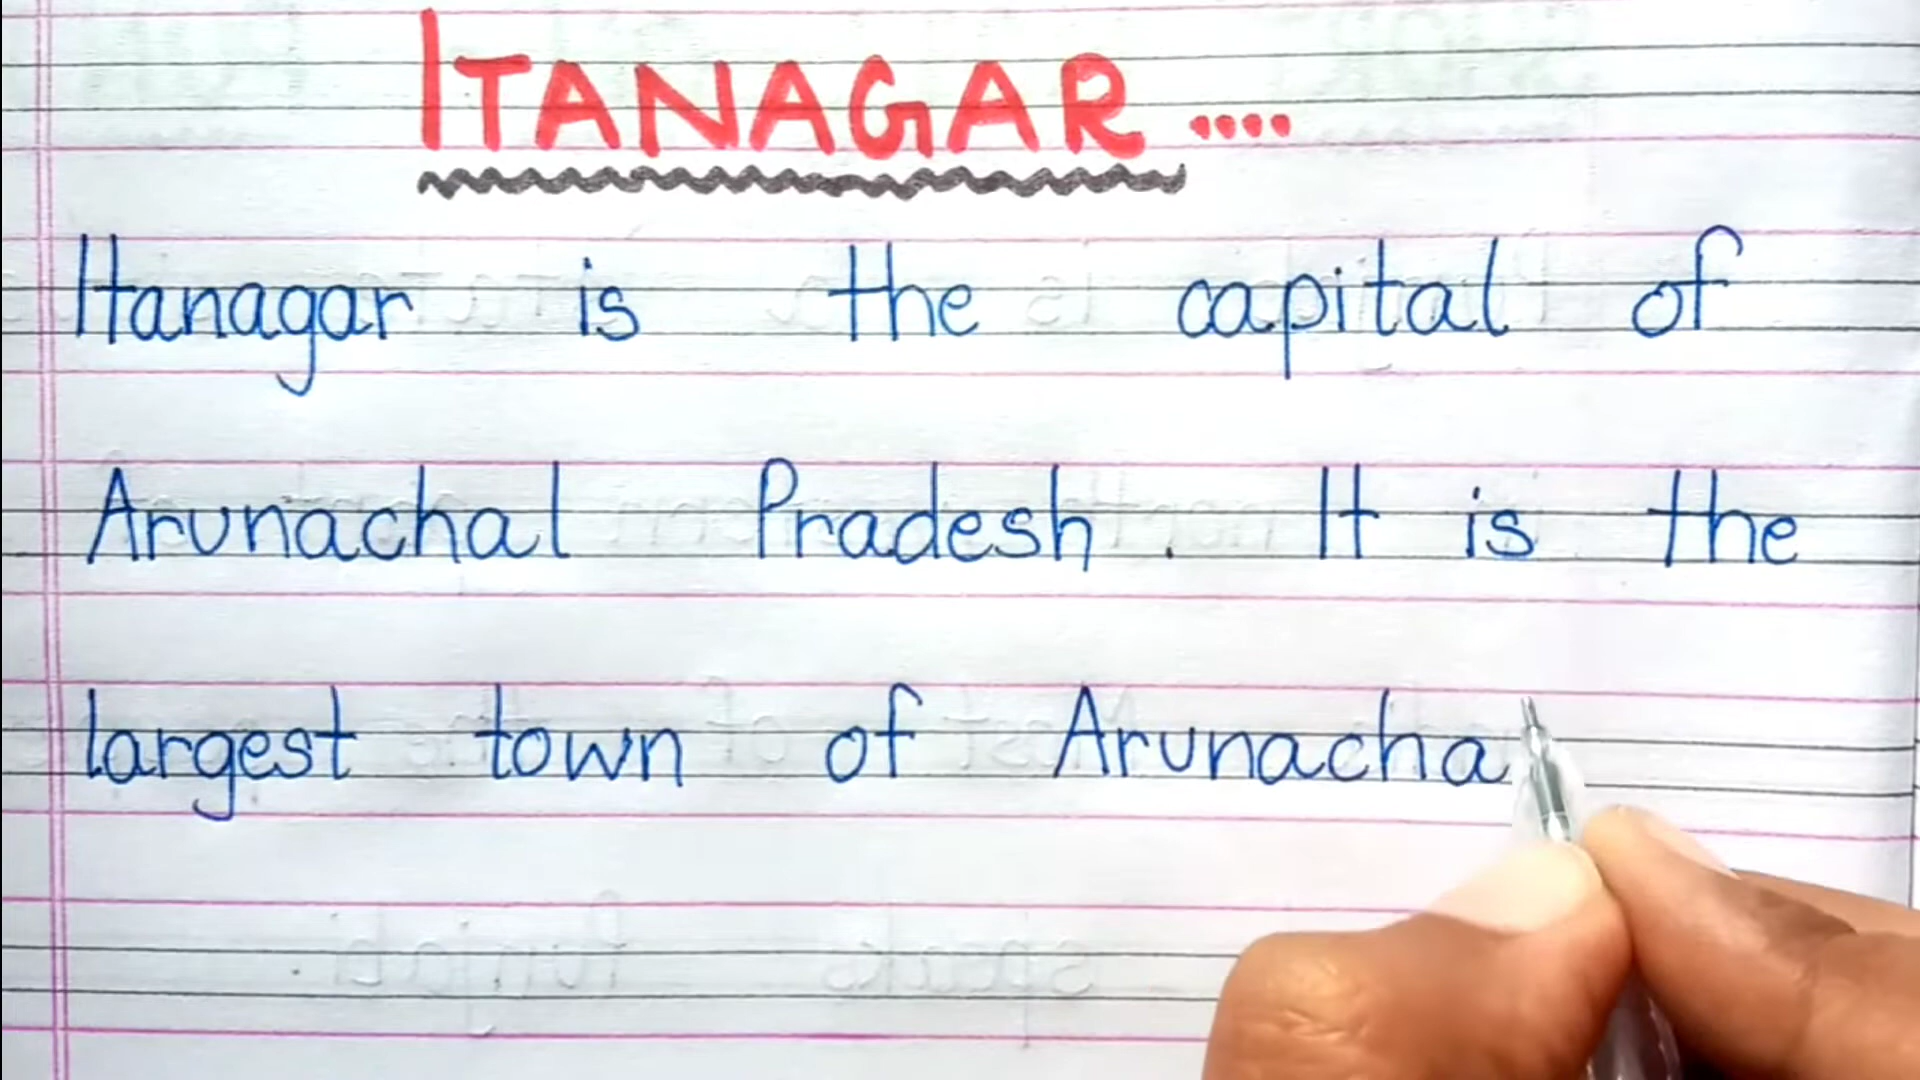 ITANAGAR ....
Itanagar is the capital of
Arunachal Pradesh. It is the
largest town of Arunacha